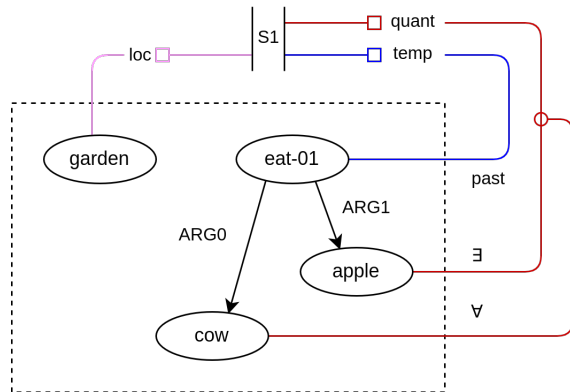 quant
S1
loc
temp
garden
eat-01
past
ARG1
ARG0
∃
apple
∀
cow